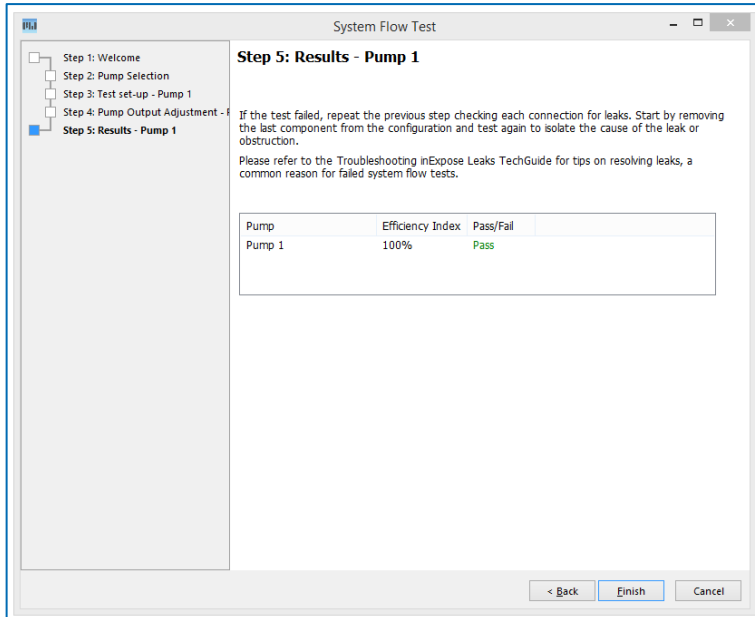 System Flow Test
Step 1: Welcome
Step 2: Pump Selection
Step 3: Test set-up - Pump 1
Step 4: Pump Output Adjustment -
Step 5: Results - Pump 1
Step 5: Results - Pump 1
If the test failed, repeat the previous step checking each connection for leaks. Start by removing
the last component from the configuration and test again to isolate the cause of the leak or
obstruction.
Please refer to the Troubleshooting inExpose Leaks TechGuide for tips on resolving leaks, a
common reason for failed system flow tests.
Pump Efficiency Index Pass/Fail
Pump 1 100% Pass
< Back Finish Cancel